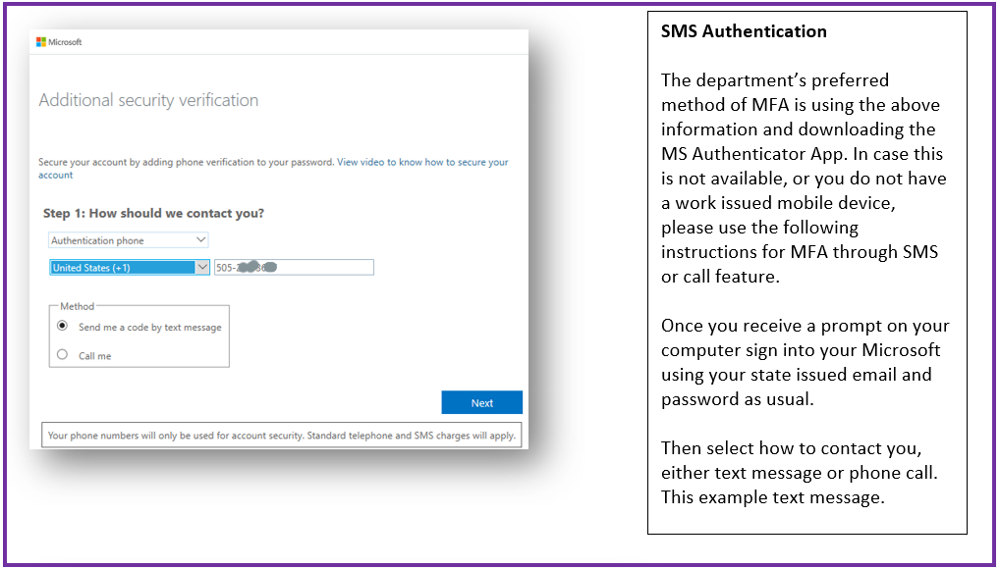 Microsoft
Additional security verification
Secure your account by adding phone verification to your password. View video to know how to secure your
account
Step 1: How should we contact you?
Authentication phone
United States (+1)
505-
Method
Send me a code by text message
Call me
Next
Your phone numbers will only be used for account security. Standard telephone and SMS charges will apply.
SMS Authentication
The department’s preferred
method of MFA is using the above
information and downloading the
MS Authenticator App. In case this
is not available, or you do not have
a work issued mobile device,
please use the following
instructions for MFA through SMS
or call feature.
Once you receive a prompt on your
computer sign into your Microsoft
using your state issued email and
password as usual.
Then select how to contact you,
either text message or phone call.
This example text message.